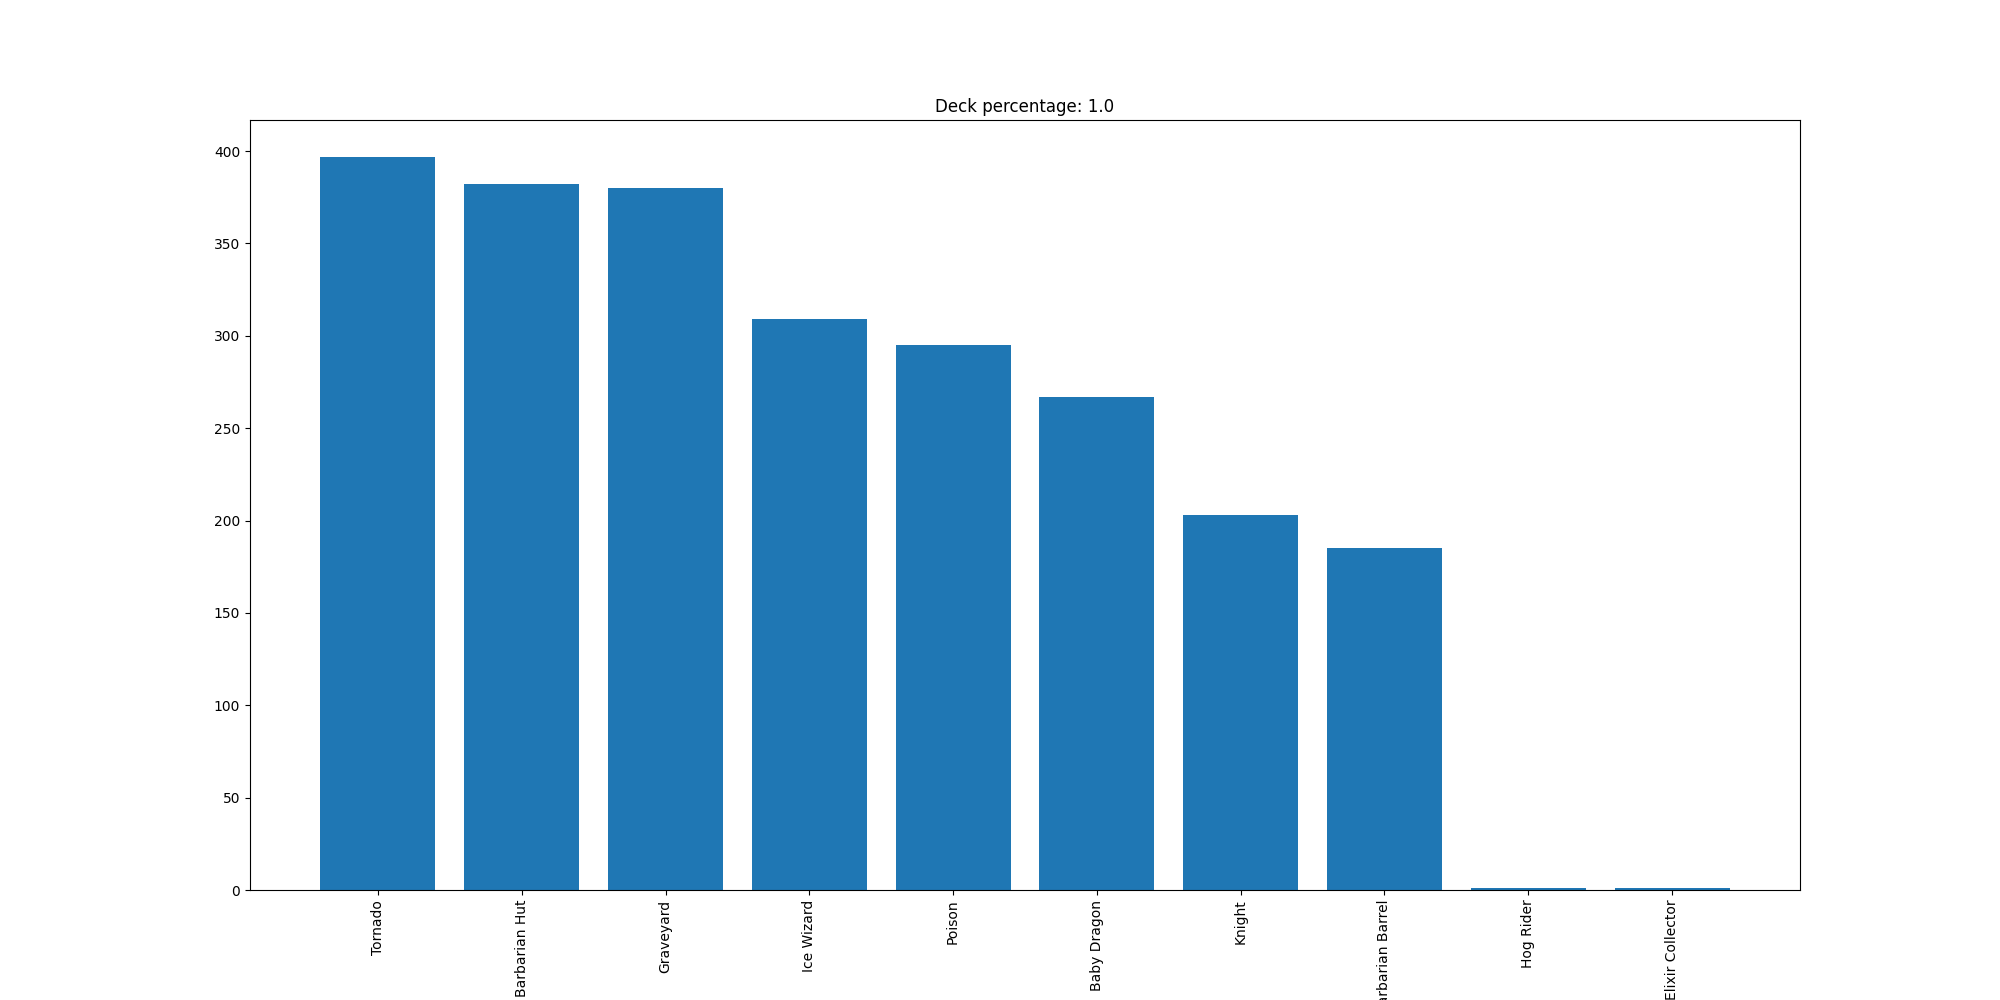 Deck percentage: 1.0
400
350
300
250
200
150
100
50
0
Tornado
Barbarian Hut
Graveyard
Ice Wizard
Poison
Baby Dragon
Knight
arbarian Barrel
Hog Rider
Elixir Collector